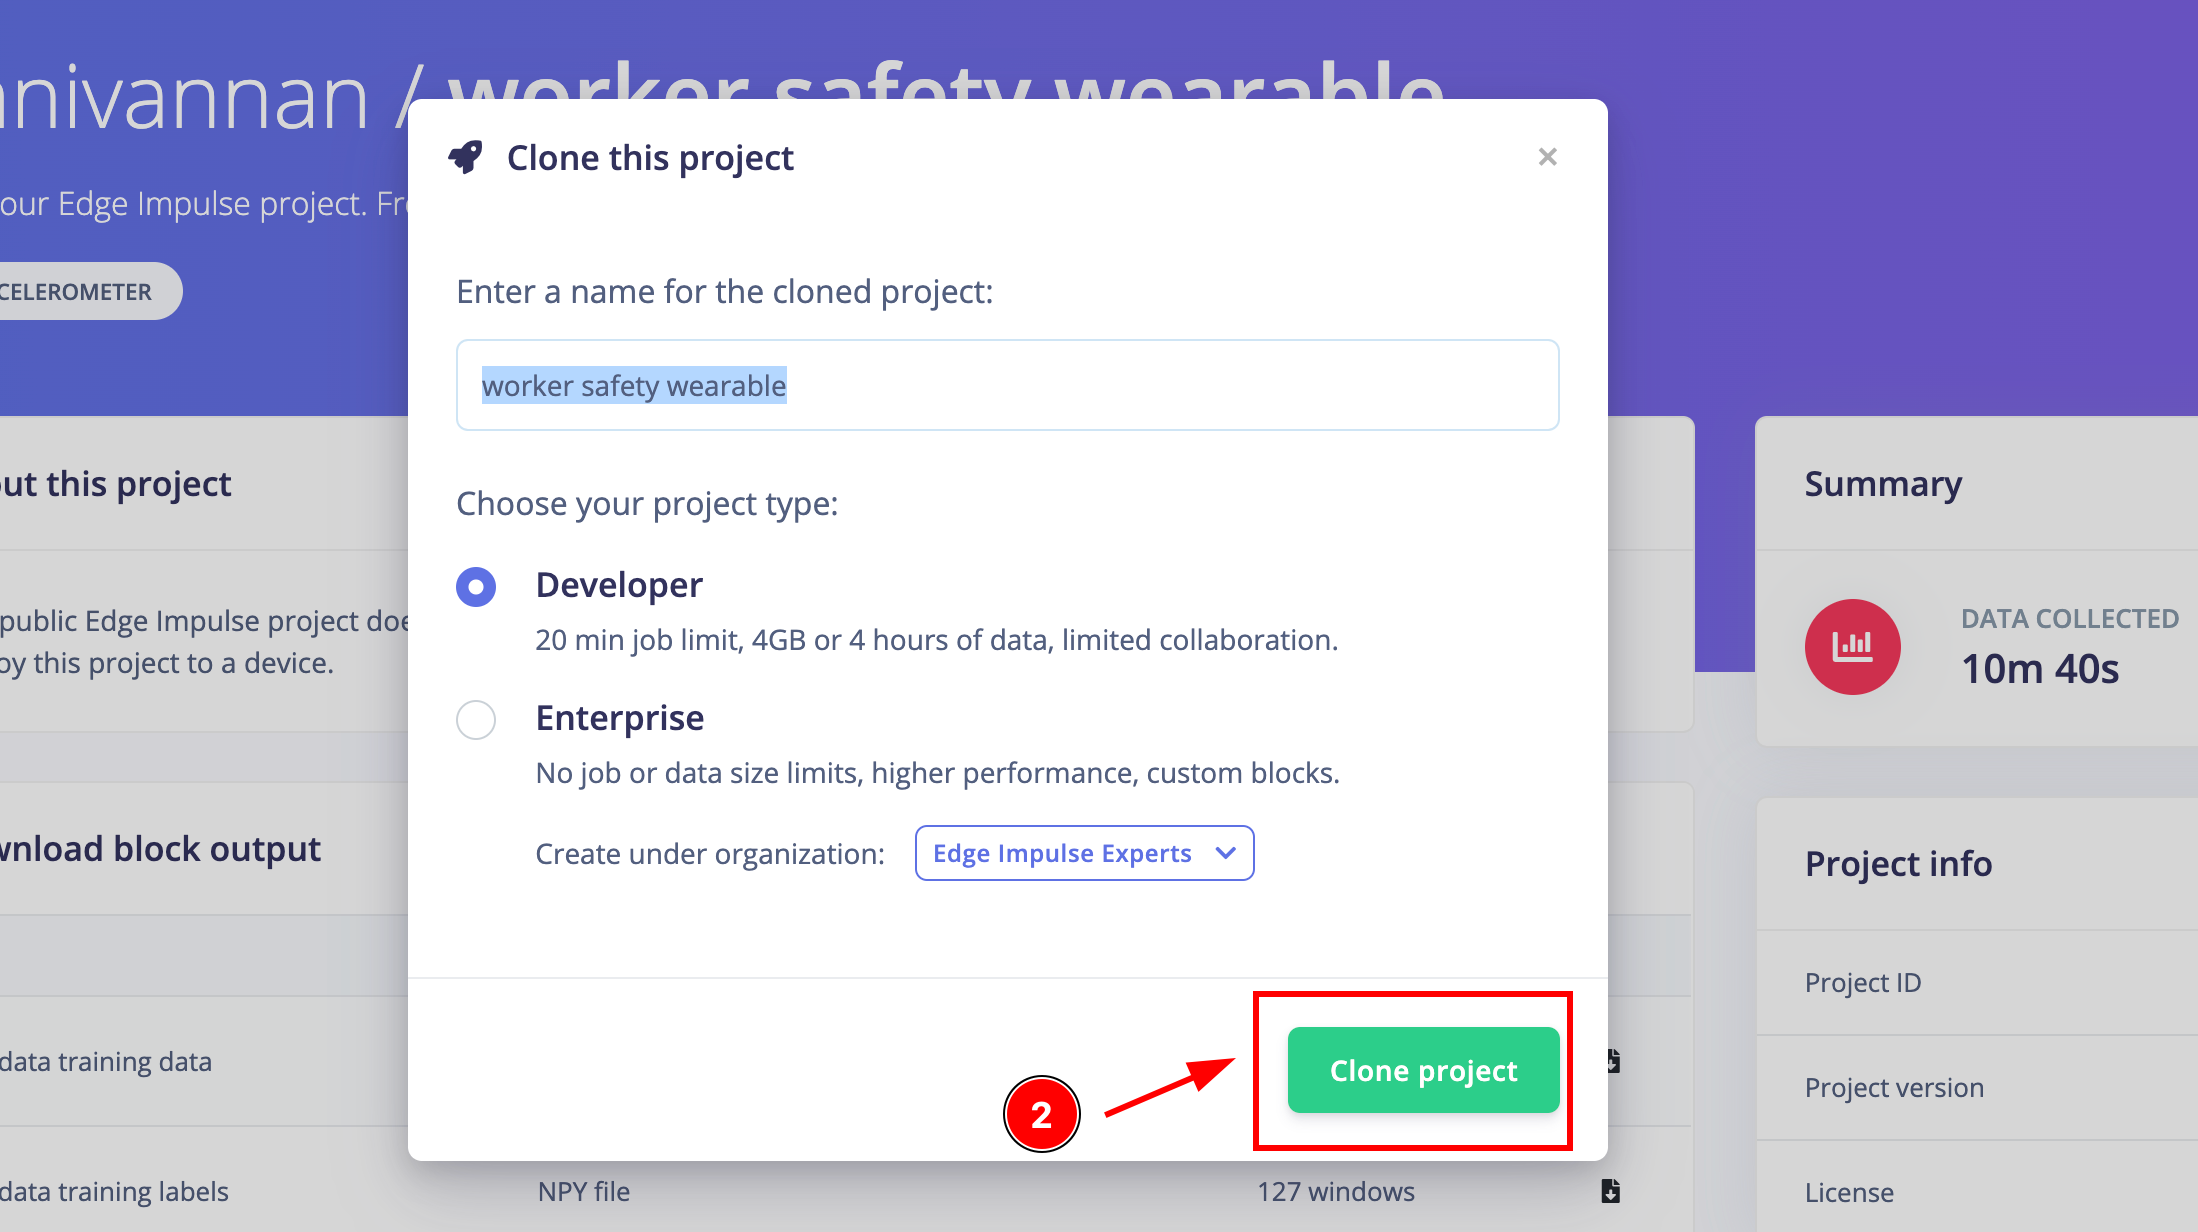 nnivannan / worker safety wearable
our Edge Impulse project.
CELEROMETER
Clone this project
×
Enter a name for the cloned project:
worker safety wearable
Choose your project type:
Developer
20 min job limit, 4GB or 4 hours of data, limited collaboration.
Enterprise
No job or data size limits, higher performance, custom blocks.
Create under organization: Edge Impulse Experts
2
Clone project
out this project
public Edge Impulse project doe
oy this project to a device.
wnload block output
data training data
data training labels NPY file 127 windows
Summary
DATA COLLECTED
10m 40s
Project info
Project ID
Project version
License